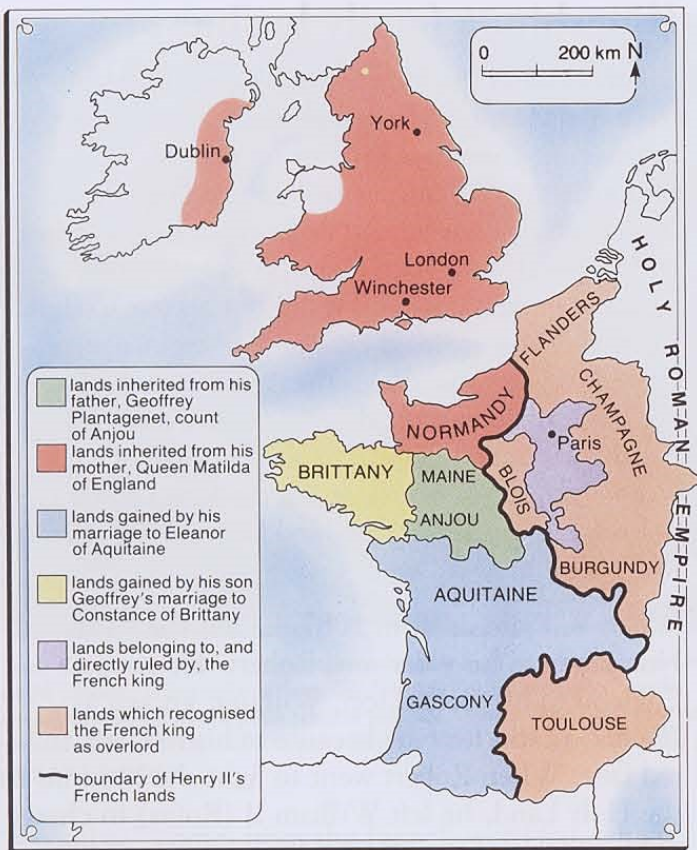 0 200 km N
York
Dublin
London
Winchester
HOLY ROMAN EMPIRE
FLANDERS
CHAMPAGNE
NORMANDY
Paris
BLOIS
BRITTANY
MAINE
ANJOU
BURGUNDY
AQUITAINE
GASCONY
TOULOUSE
lands inherited from his
father, Geoffrey
Plantagenet, count
of Anjou
lands inherited from his
mother, Queen Matilda
of England
lands gained by his
marriage to Eleanor
of Aquitaine
lands gained by his son
Geoffrey's marriage to
Constance of Brittany
lands belonging to, and
directly ruled by, the
French king
lands which recognised
the French king
as overlord
boundary of Henry II's
French lands